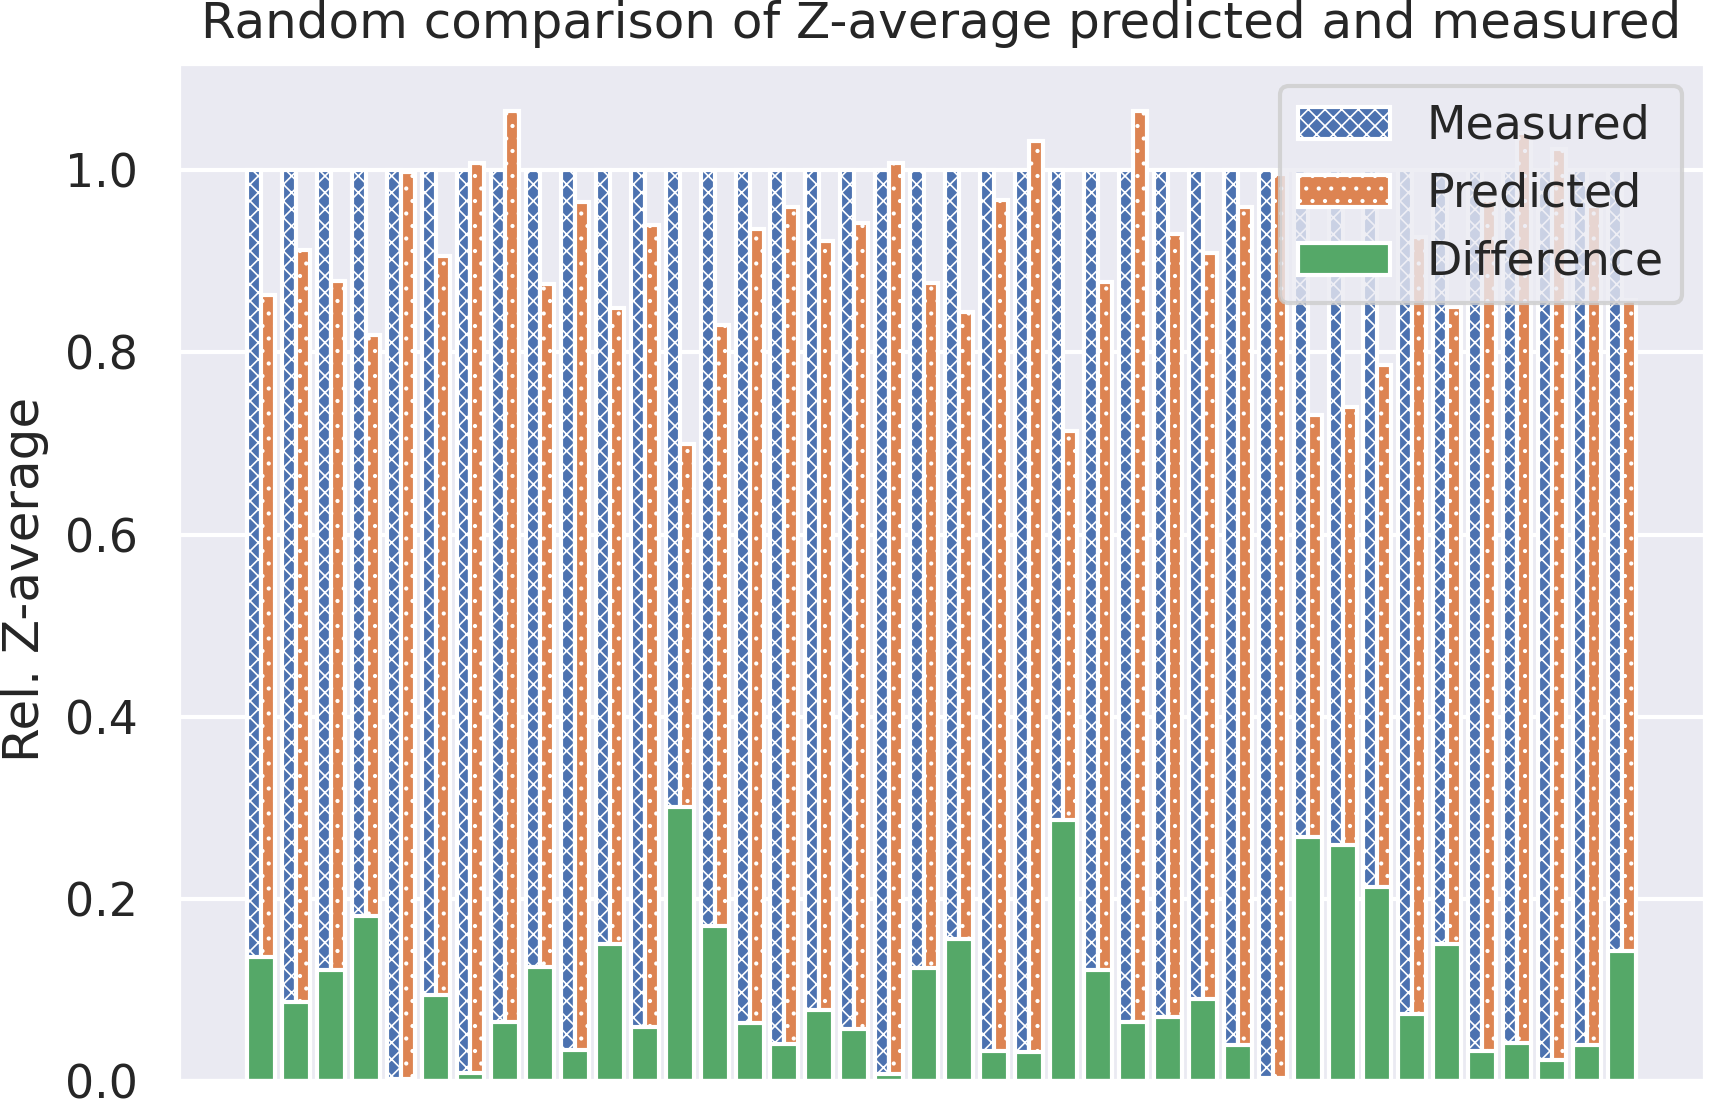 Random comparison of Z-average predicted and measured
Measured
Predicted
Difference
Rel. Z-average
1.0
0.8
0.6
0.4
0.2
0.0